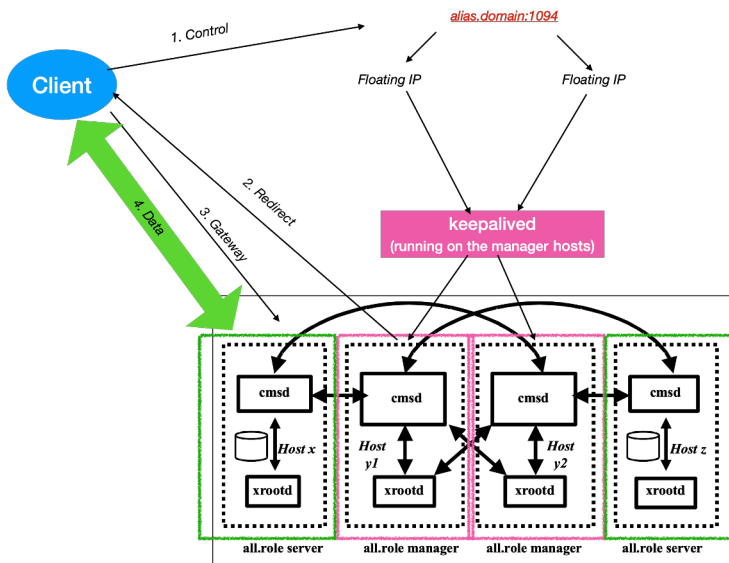 alias.domain:1094
1. Control
Floating IP
Floating IP
Client
2. Redirect
3. Gateway
4. Data
keepalived
(running on the manager hosts)
cmsd
cmsd
cmsd
cmsd
Host x
Host
y1
Host
y2
Host z
xrootd
xrootd
xrootd
xrootd
all.role server
all.role manager
all.role manager
all.role server